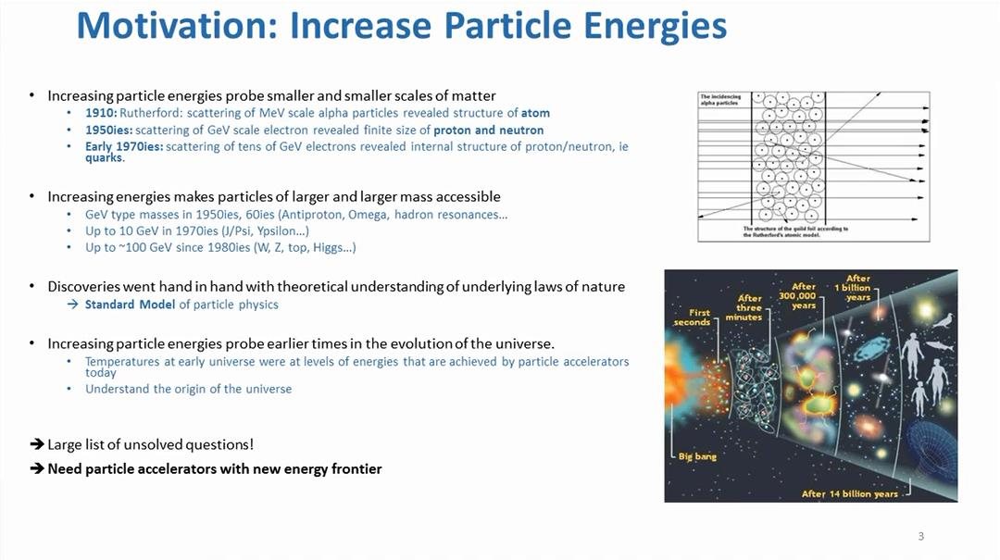 Motivation: Increase Particle Energies
• Increasing particle energies probe smaller and smaller scales of matter
• 1910: Rutherford: scattering of MeV scale alpha particles revealed structure of atom
• 1950ies: scattering of GeV scale electron revealed finite size of proton and neutron
• Early 1970ies: scattering of tens of GeV electrons revealed internal structure of proton/neutron, ie
quarks.
• Increasing energies makes particles of larger and larger mass accessible
• GeV type masses in 1950ies, 60ies (Antiproton, Omega, hadron resonances…
• Up to 10 GeV in 1970ies (J/Psi, Ypsilon…)
• Up to ~100 GeV since 1980ies (W, Z, top, Higgs…)
• Discoveries went hand in hand with theoretical understanding of underlying laws of nature
→ Standard Model of particle physics
• Increasing particle energies probe earlier times in the evolution of the universe.
• Temperatures at early universe were at levels of energies that are achieved by particle accelerators
today
• Understand the origin of the universe
➔ Large list of unsolved questions!
➔ Need particle accelerators with new energy frontier
The incidencing
alpha particles
The structure of the guild foil according to
the Rutherford's atomic model.
First
seconds
After
three
minutes
After
300,000
years
After
1 billion
years
Big bang
After 14 billion years
3